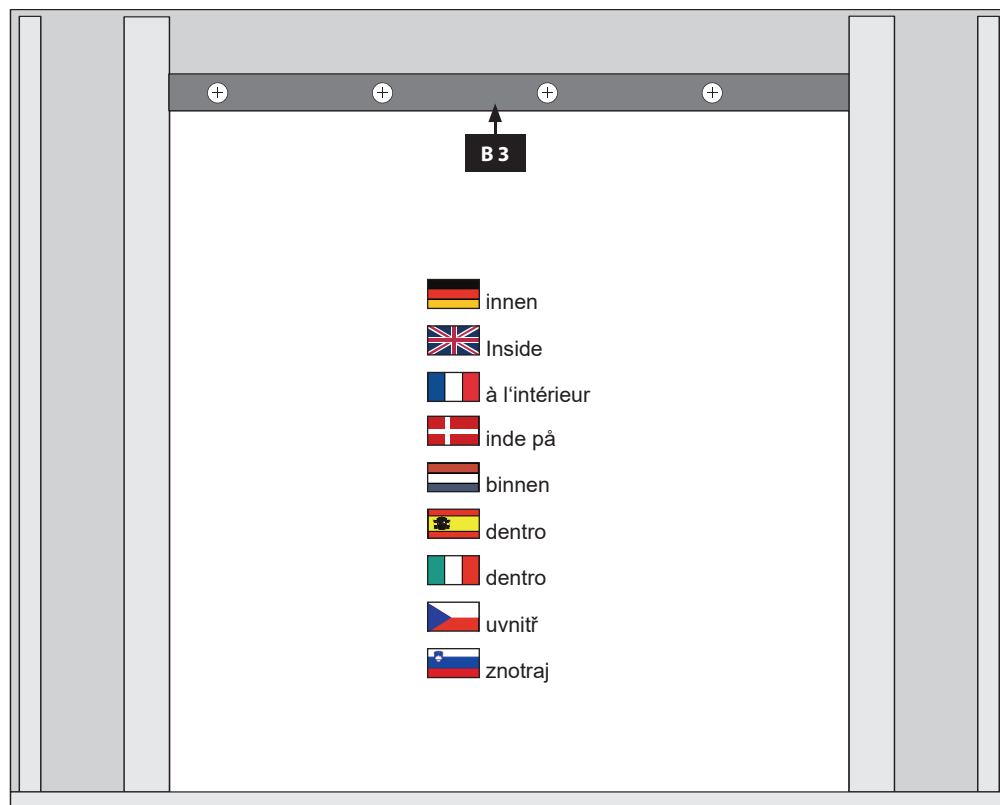 B 3
innen
Inside
à l‘intérieur
inde på
binnen
dentro
dentro
uvnitř
znotraj